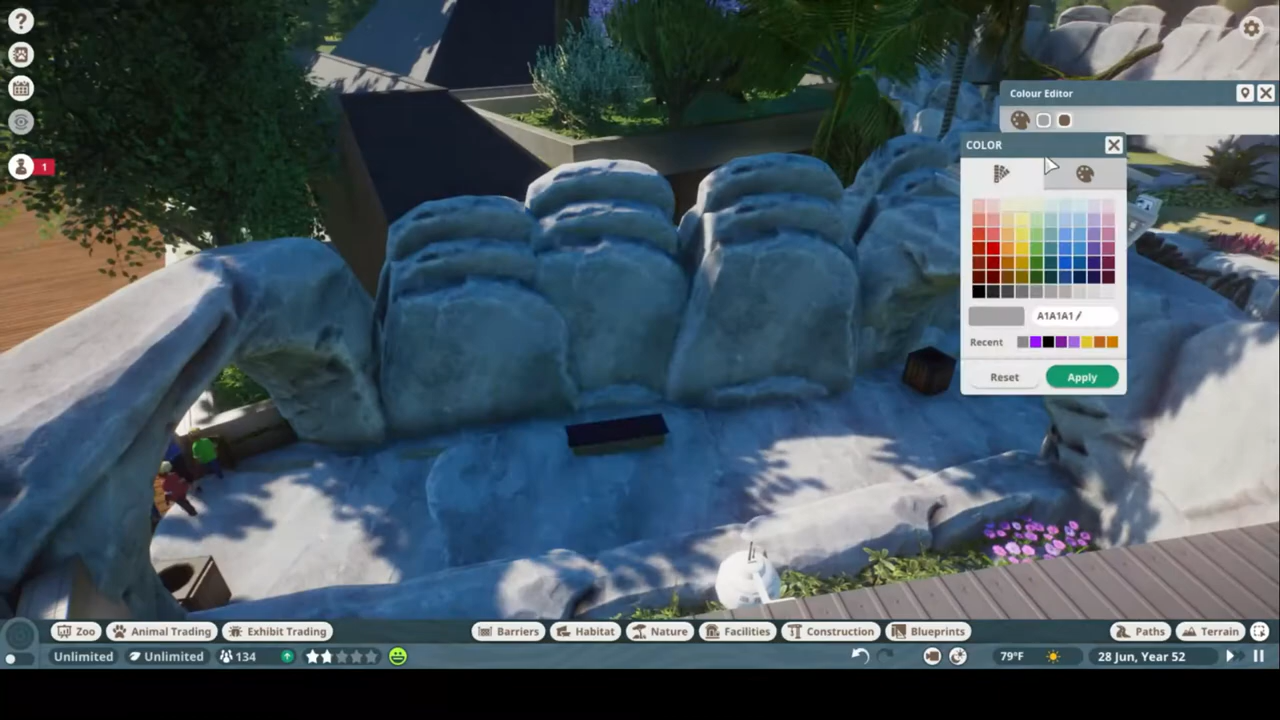 ?
1
Colour Editor
COLOR
A1A1A1
Recent
Reset
Apply
Zoo
Animal Trading
Exhibit Trading
Barriers
Habitat
Nature
Facilities
Construction
Blueprints
Paths
Terrain
Unlimited
Unlimited
134
79°F
28 Jun, Year 52